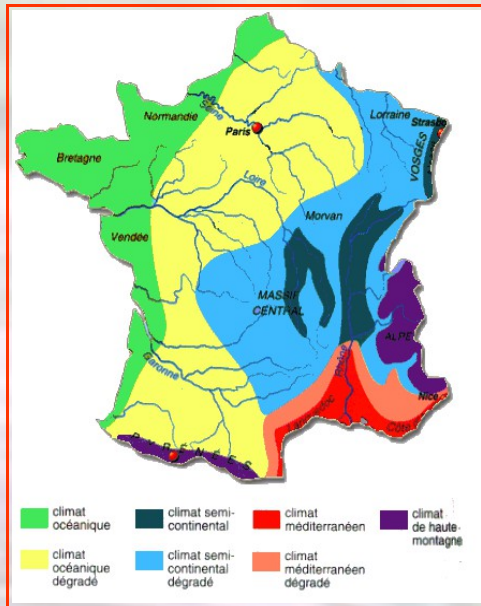 Normandie
Seine
Paris
Lorraine
Strasbo
VOSGES
Bretagne
Loire
Morvan
Vendée
MASSIF
CENTRAL
ALPE
Garonne
Rhône
Nice
Languedoc
Côte
PYRÉNÉES
climat
océanique
climat semi-
continental
climat
méditerranéen
climat
de haute-
montagne
climat
océanique
dégradé
climat semi-
continental
dégradé
climat
méditerranéen
dégradé